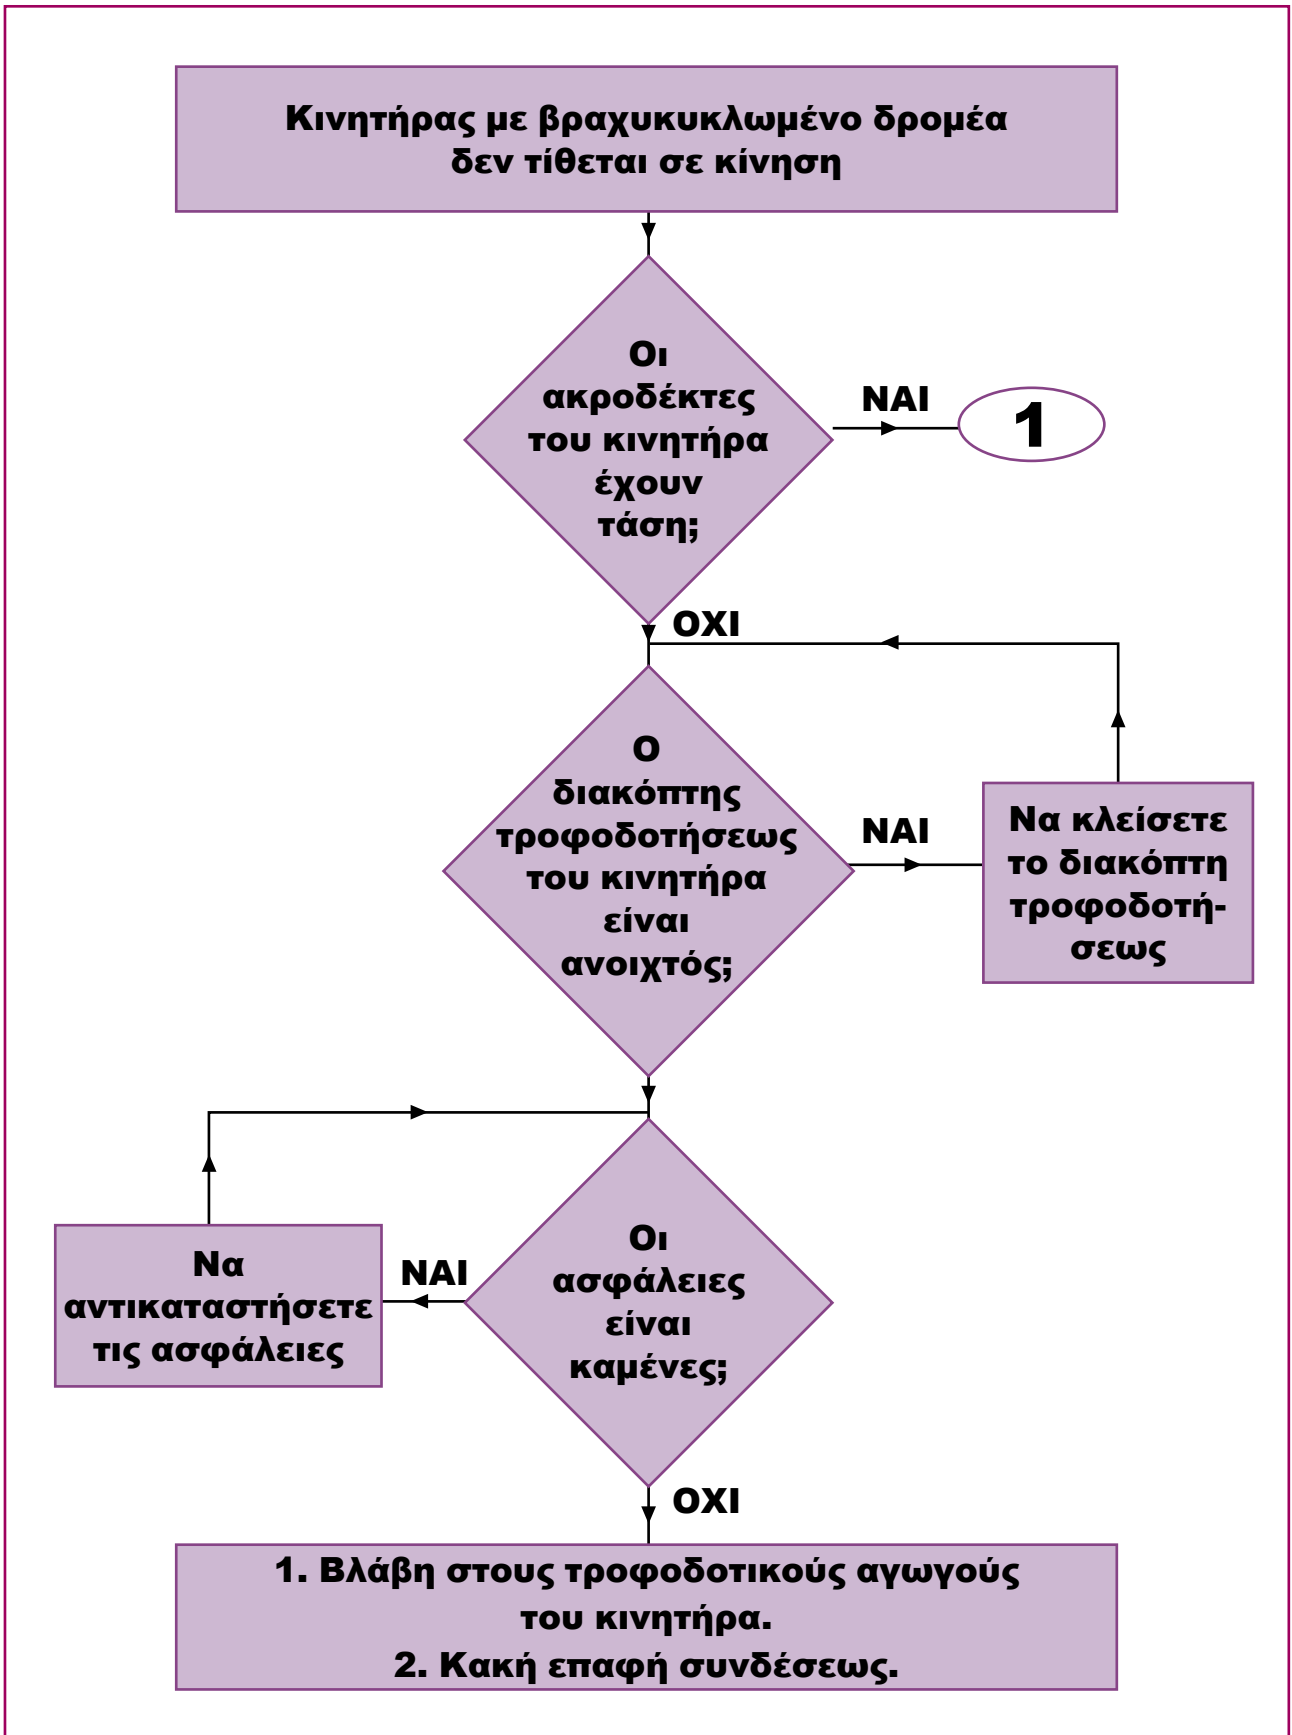 Κινητήρας με βραχυκυκλωμένο δρομέα
δεν τίθεται σε κίνηση
Οι
ακροδέκτες
του κινητήρα
έχουν
τάση;
ΝΑΙ
1
ΟΧΙ
Ο
διακόπτης
τροφοδοτήσεως
του κινητήρα
είναι
ανοιχτός;
ΝΑΙ
Να κλείσετε
το διακόπτη
τροφοδοτή-
σεως
Οι
ασφάλειες
είναι
καμένες;
ΝΑΙ
Να
αντικαταστήσετε
τις ασφάλειες
ΟΧΙ
1. Βλάβη στους τροφοδοτικούς αγωγούς
του κινητήρα.
2. Κακή επαφή συνδέσεως.